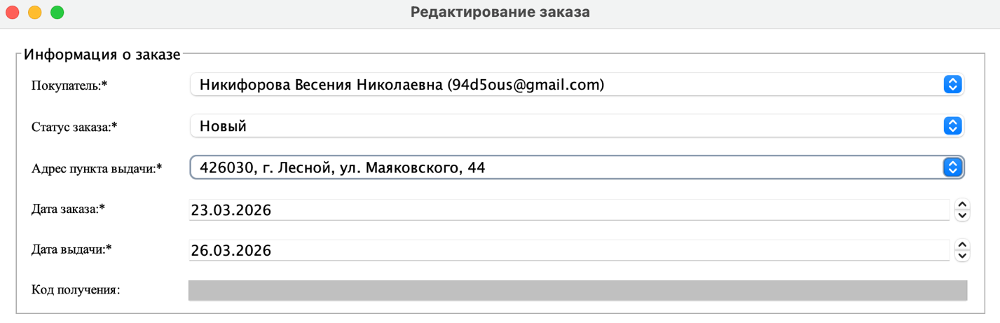 Редактирование заказа
Информация о заказе
Покупатель:* Никифорова Весения Николаевна (94d5ous@gmail.com)
Статус заказа:* Новый
Адрес пункта выдачи:* 426030, г. Лесной, ул. Маяковского, 44
Дата заказа:* 23.03.2026
Дата выдачи:* 26.03.2026
Код получения: